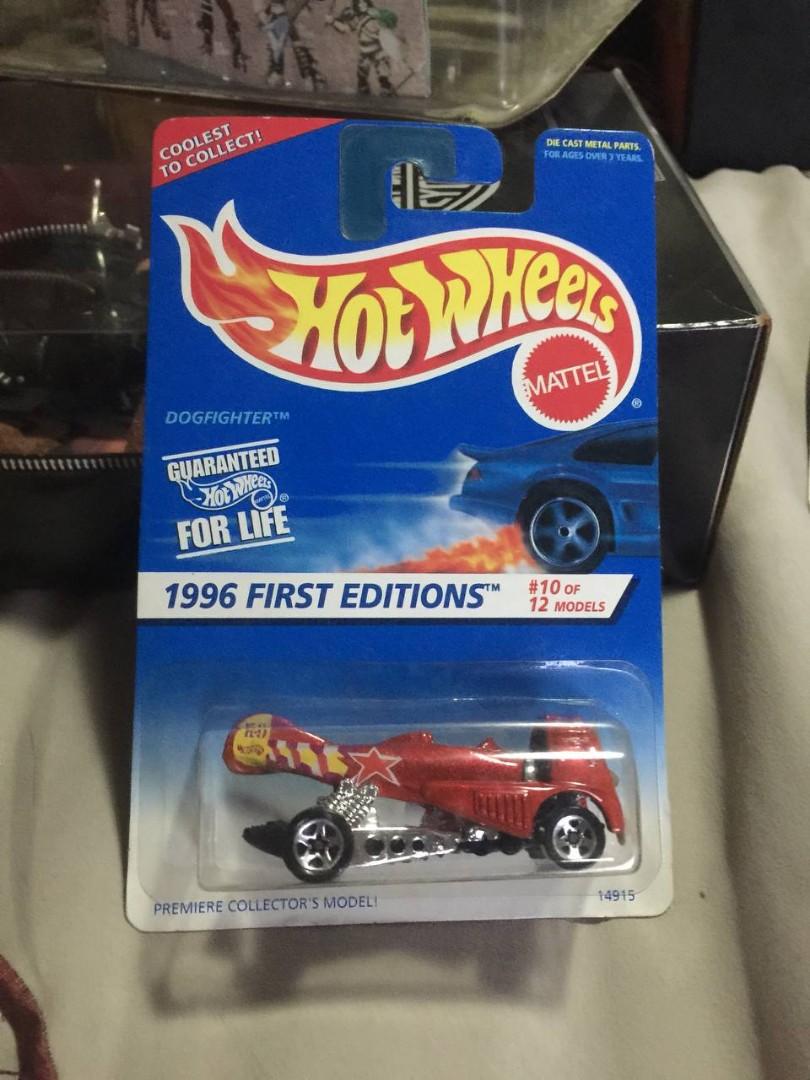 COOLEST
TO COLLECT!
DIE CAST METAL PARTS.
FOR AGES OVER 3 YEARS.
Hot Wheels
MATTEL
®
DOGFIGHTER™
GUARANTEED
Hot Wheels
MATTEL
®
FOR LIFE
1996 FIRST EDITIONS™
#10 OF
12 MODELS
PREMIERE COLLECTOR'S MODEL!
14915